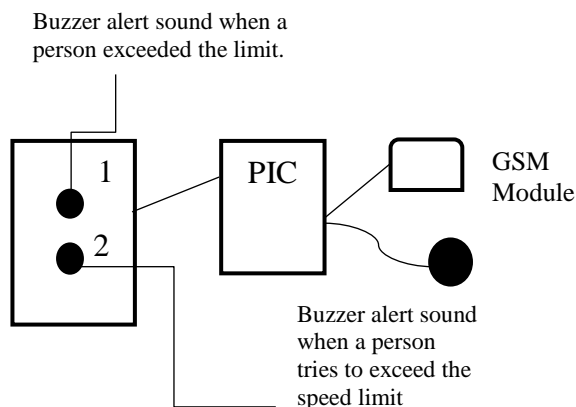 Buzzer alert sound when a
person exceeded the limit.
1
2
PIC
GSM
Module
Buzzer alert sound
when a person
tries to exceed the
speed limit